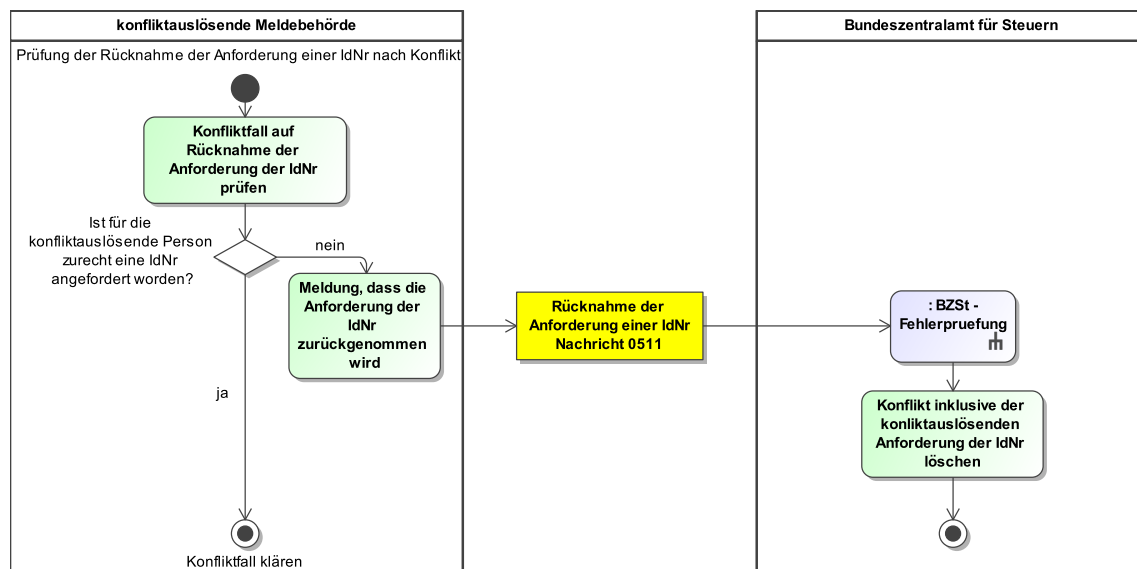 konfliktauslösende Meldebehörde
Bundeszentralamt für Steuern
Prüfung der Rücknahme der Anforderung einer IdNr nach Konflikt
Konfliktfall auf
Rücknahme der
Anforderung der IdNr
prüfen
Ist für die
konfliktauslösende Person
zurecht eine IdNr
angefordert worden?
nein
Meldung, dass die
Anforderung der
IdNr
zurückgenommen
wird
Rücknahme der
Anforderung einer IdNr
Nachricht 0511
: BZSt -
Fehlerpruefung
ja
Konflikt inklusive der
konliktauslösenden
Anforderung der IdNr
löschen
Konfliktfall klären